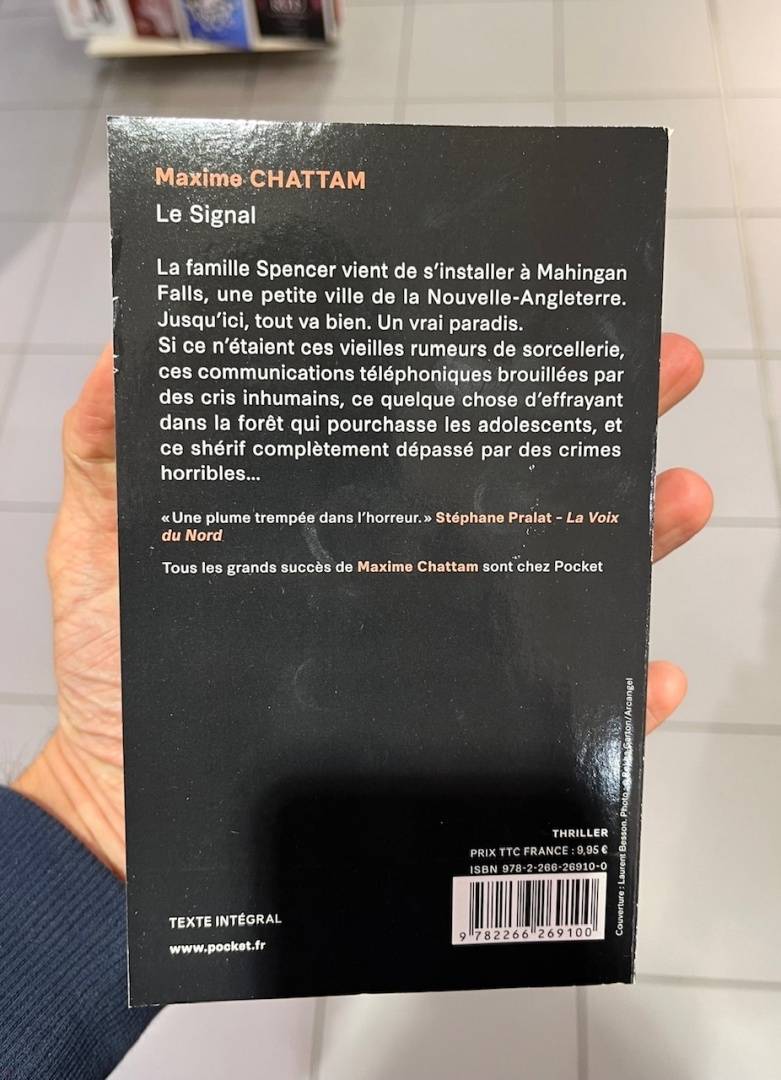 Maxime CHATTAM
Le Signal
La famille Spencer vient de s'installer à Mahingan
Falls, une petite ville de la Nouvelle-Angleterre.
Jusqu'ici, tout va bien. Un vrai paradis.
Si ce n'étaient ces vieilles rumeurs de sorcellerie,
ces communications téléphoniques brouillées par
des cris inhumains, ce quelque chose d'effrayant
dans la forêt qui pourchasse les adolescents, et
ce shérif complètement dépassé par des crimes
horribles...
« Une plume trempée dans l'horreur. » Stéphane Pralat - La Voix
du Nord
Tous les grands succès de Maxime Chattam sont chez Pocket
THRILLER
PRIX TTC FRANCE : 9,95 €
ISBN 978-2-266-26910-0
9 782266 269100
TEXTE INTÉGRAL
www.pocket.fr
Couverture : Laurent Besson. Photo : © Garton/Arcangel